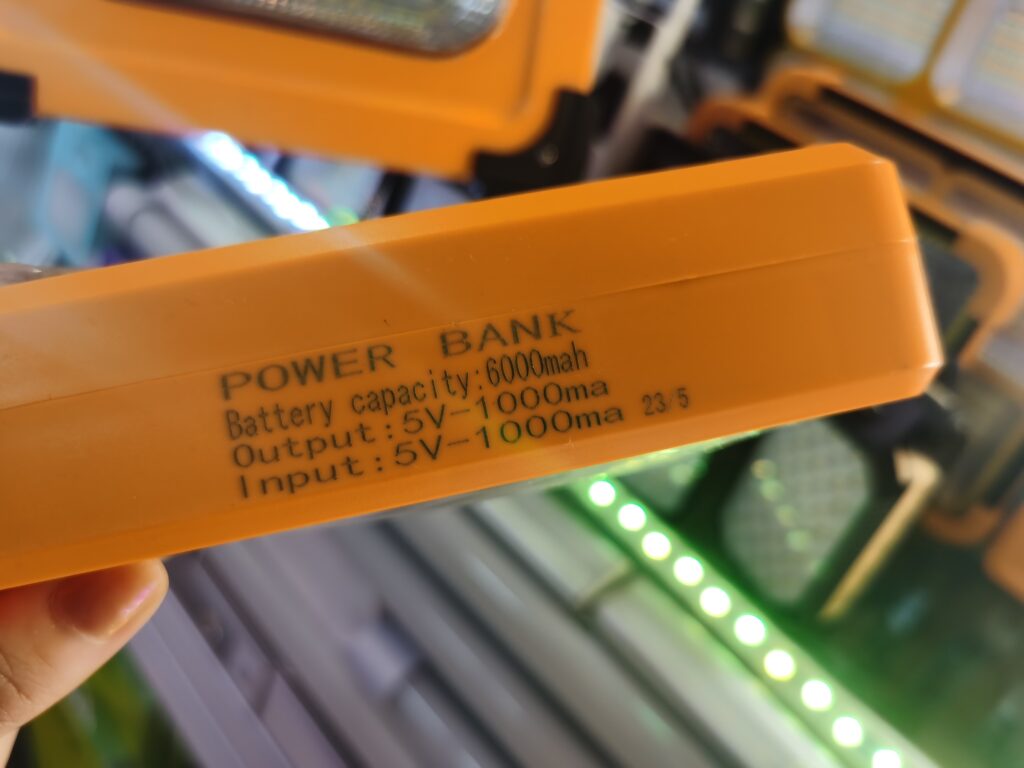 POWER BANK
Battery capacity:6000mah
Output:5V-1000ma
Input:5V-1000ma 23/5